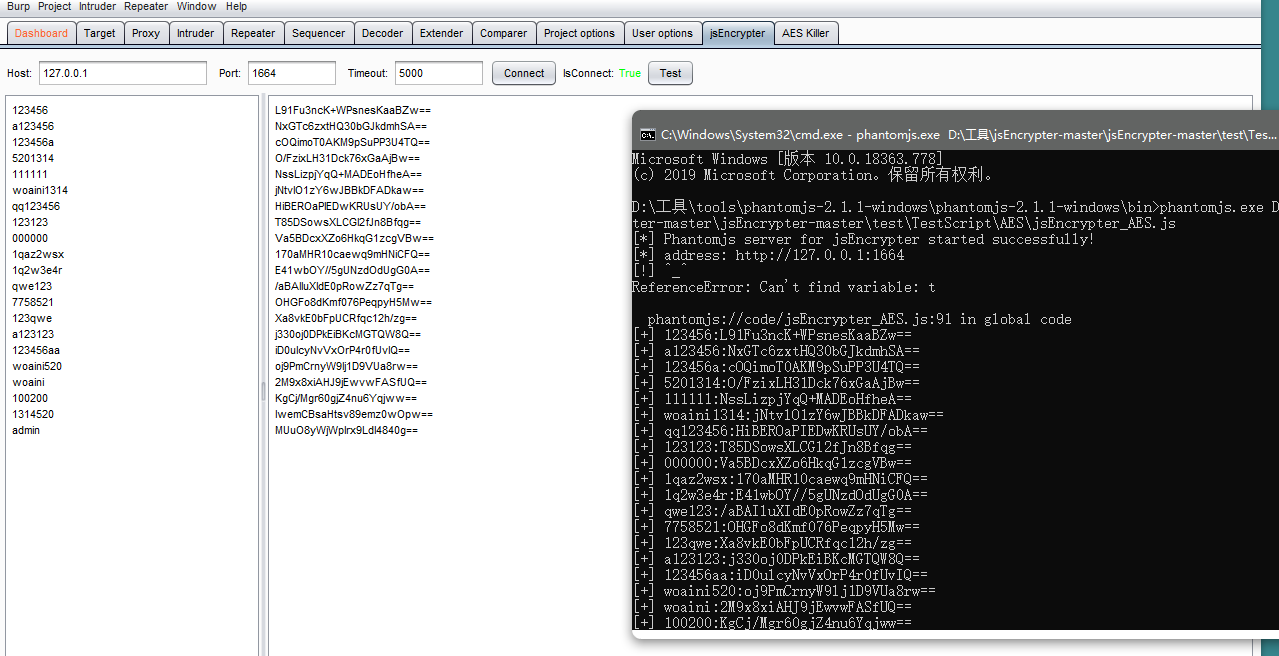 Burp Project Intruder Repeater Window Help
Dashboard Target Proxy Intruder Repeater Sequencer Decoder Extender Comparer Project options User options jsEncrypter AES Killer
Host: 127.0.0.1 Port: 1664 Timeout: 5000 Connect IsConnect: True Test
123456
a123456
123456a
5201314
111111
woaini1314
qq123456
123123
000000
1qaz2wsx
1q2w3e4r
qwe123
7758521
123qwe
a123123
123456aa
woaini520
woaini
100200
1314520
admin
L91Fu3ncK+WPsnesKaaBZw==
NxGTc6zxtHQ30bGJkdmhSA==
cOQimoT0AKM9pSuPP3U4TQ==
O/FzixLH31Dck76xGaAjBw==
NssLizpjYqQ+MADEoHfheA==
jNtvlO1zY6wJBBkDFADkaw==
HiBEROaPIEDwKRUsUY/obA==
T85DSowsXLCGl2fJn8Bfqg==
Va5BDcxXZo6HkqG1zcgVBw==
170aMHR10caewq9mHNiCFQ==
E41wbOY//5gUNzdOdUgG0A==
/aBAIluXIdE0pRowZz7qTg==
OHGFo8dKmf076PeqpyH5Mw==
Xa8vkE0bFpUCRfqc12h/zg==
j330oj0DPkEiBKcMGTQW8Q==
iD0ulcyNvVxOrP4r0fUvIQ==
oj9PmCrnyW9lj1D9VUa8rw==
2M9x8xiAHJ9jEwvwFASfUQ==
KgCj/Mgr60gjZ4nu6Yqjww==
IwemCBsaHtsv89emz0wOpw==
MUuO8yWjWplrx9LdI4840g==
C:\Windows\System32\cmd.exe - phantomjs.exe D:\工具\jsEncrypter-master\jsEncrypter-master\test\Tes...
Microsoft Windows [版本 10.0.18363.778]
(c) 2019 Microsoft Corporation。保留所有权利。
D:\工具\tools\phantomjs-2.1.1-windows\phantomjs-2.1.1-windows\bin>phantomjs.exe D
ter-master\jsEncrypter-master\test\TestScript\AES\jsEncrypter_AES.js
[*] Phantomjs server for jsEncrypter started successfully!
[*] address: http://127.0.0.1:1664
[!] ^_^
ReferenceError: Can't find variable: t
phantomjs://code/jsEncrypter_AES.js:91 in global code
[+] 123456:L91Fu3ncK+WPsnesKaaBZw==
[+] a123456:NxGTc6zxtHQ30bGJkdmhSA==
[+] 123456a:cOQimoT0AKM9pSuPP3U4TQ==
[+] 5201314:O/FzixLH31Dck76xGaAjBw==
[+] 111111:NssLizpjYqQ+MADEoHfheA==
[+] woaini1314:jNtvlO1zY6wJBBkDFADkaw==
[+] qq123456:HiBEROaPIEDwKRUsUY/obA==
[+] 123123:T85DSowsXLCGl2fJn8Bfqg==
[+] 000000:Va5BDcxXZo6HkqG1zcgVBw==
[+] 1qaz2wsx:170aMHR10caewq9mHNiCFQ==
[+] 1q2w3e4r:E41wbOY//5gUNzdOdUgG0A==
[+] qwe123:/aBAIluXIdE0pRowZz7qTg==
[+] 7758521:OHGFo8dKmf076PeqpyH5Mw==
[+] 123qwe:Xa8vkE0bFpUCRfqc12h/zg==
[+] a123123:j330oj0DPkEiBKcMGTQW8Q==
[+] 123456aa:iD0ulcyNvVxOrP4r0fUvIQ==
[+] woaini520:oj9PmCrnyW9lj1D9VUa8rw==
[+] woaini:2M9x8xiAHJ9jEwvwFASfUQ==
[+] 100200:KgCj/Mgr60gjZ4nu6Yqjww==